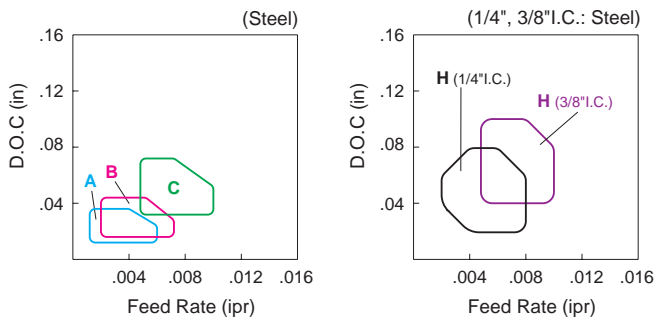 (Steel)
.16
.12
.08
.04
D.O.C (in)
A
B
C
.004 .008 .012 .016
Feed Rate (ipr)
(1/4", 3/8"I.C.: Steel)
.16
.12
.08
.04
D.O.C (in)
H (1/4"I.C.)
H (3/8"I.C.)
.004 .008 .012 .016
Feed Rate (ipr)